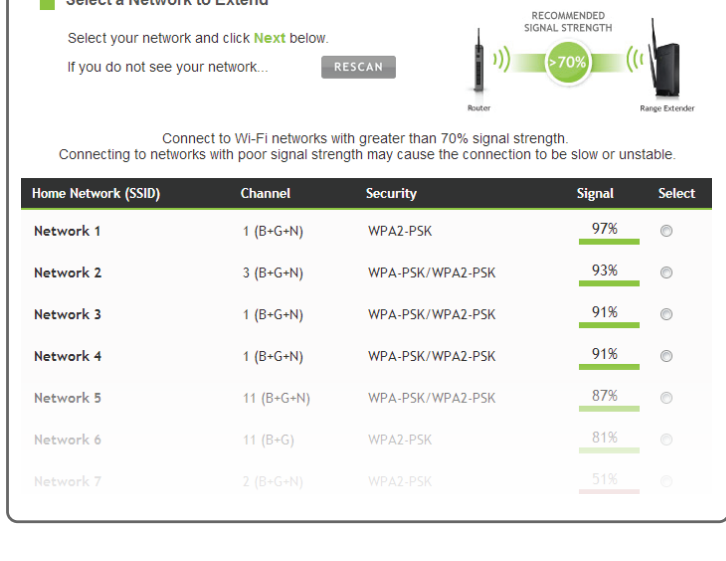 Select a Network to Extend
Select your network and click Next below.
If you do not see your network...
RESCAN
RECOMMENDED
SIGNAL STRENGTH
>70%
Router
Range Extender
Connect to Wi-Fi networks with greater than 70% signal strength.
Connecting to networks with poor signal strength may cause the connection to be slow or unstable.
Home Network (SSID) Channel Security Signal Select
Network 1 1 (B+G+N) WPA2-PSK 97%
Network 2 3 (B+G+N) WPA-PSK/WPA2-PSK 93%
Network 3 1 (B+G+N) WPA-PSK/WPA2-PSK 91%
Network 4 1 (B+G+N) WPA-PSK/WPA2-PSK 91%
Network 5 11 (B+G+N) WPA-PSK/WPA2-PSK 87%
Network 6 11 (B+G) WPA2-PSK 81%
Network 7 2 (B+G+N) WPA2-PSK 51%